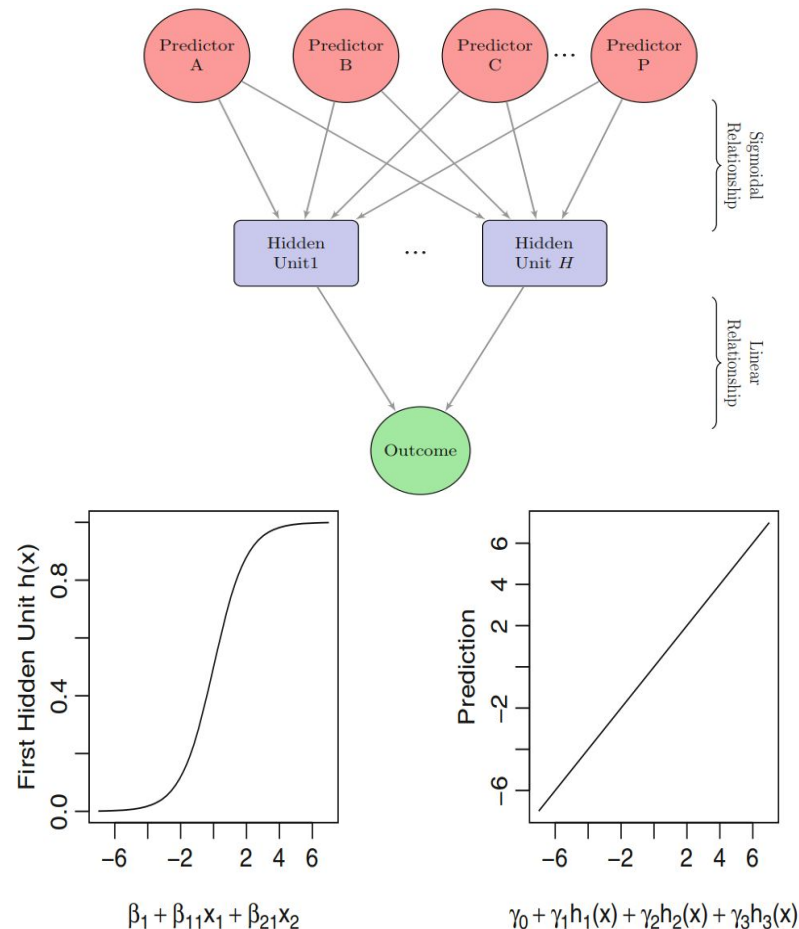 Predictor
A
Predictor
B
Predictor
C
...
Predictor
P
Sigmoidal
Relationship
Hidden
Unit1
...
Hidden
Unit H
Linear
Relationship
Outcome
First Hidden Unit h(x)
0.0
0.4
0.8
-6
-2
2
4
6
β₁ + β₁₁x₁ + β₂₁x₂
Prediction
-6
-2
2
4
6
-6
-2
2
4
6
γ₀ + γ₁h₁(x) + γ₂h₂(x) + γ₃h₃(x)